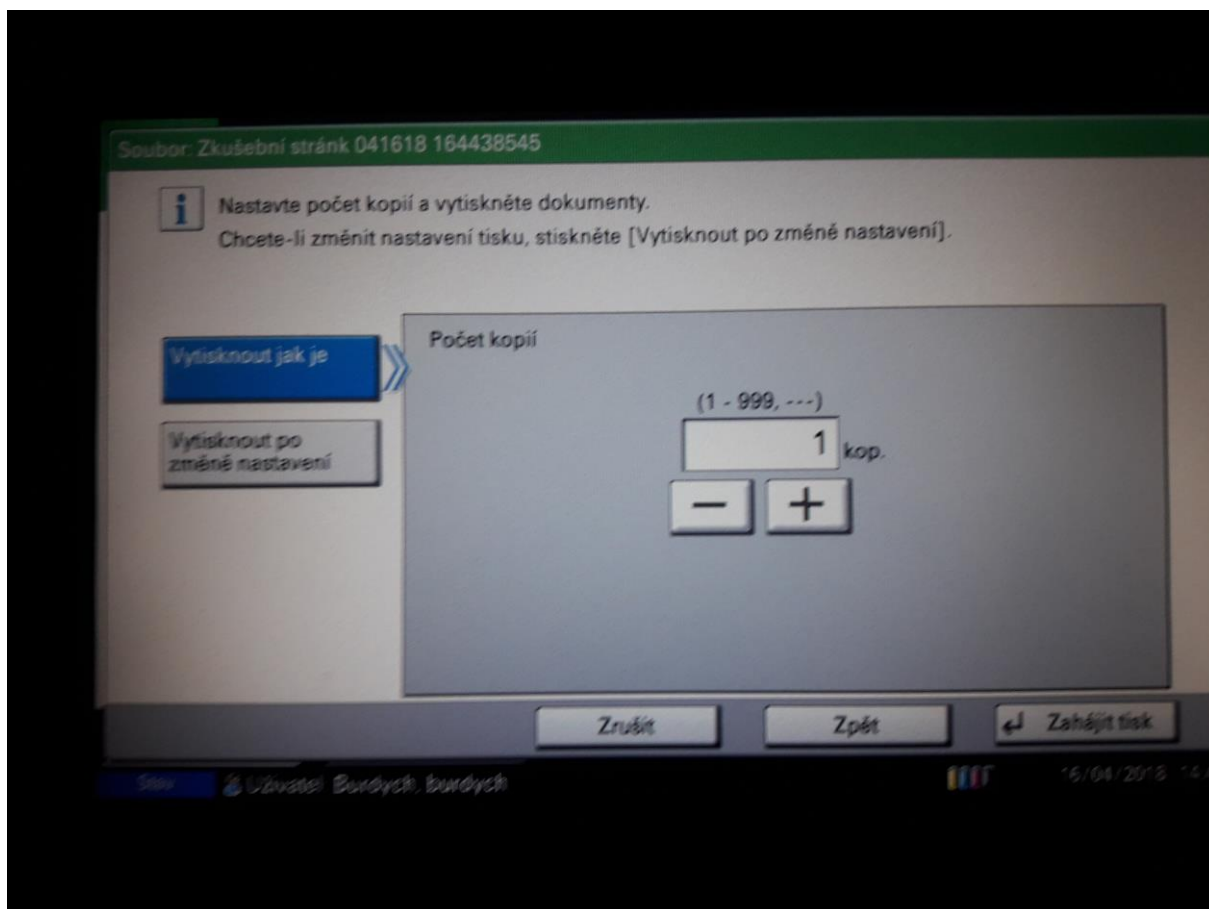 Soubor: Zkušební stránk 041618 164438545
i
Nastavte počet kopií a vytiskněte dokumenty.
Chcete-li změnit nastavení tisku, stiskněte [Vytisknout po změně nastavení].
Vytisknout jak je
Počet kopií
(1 - 999, ---)
1 kop.
Vytisknout po
změně nastavení
Zrušit
Zpět
Zahájit tisk
Stav
Uživatel Burdych, burdych
16/04/2018